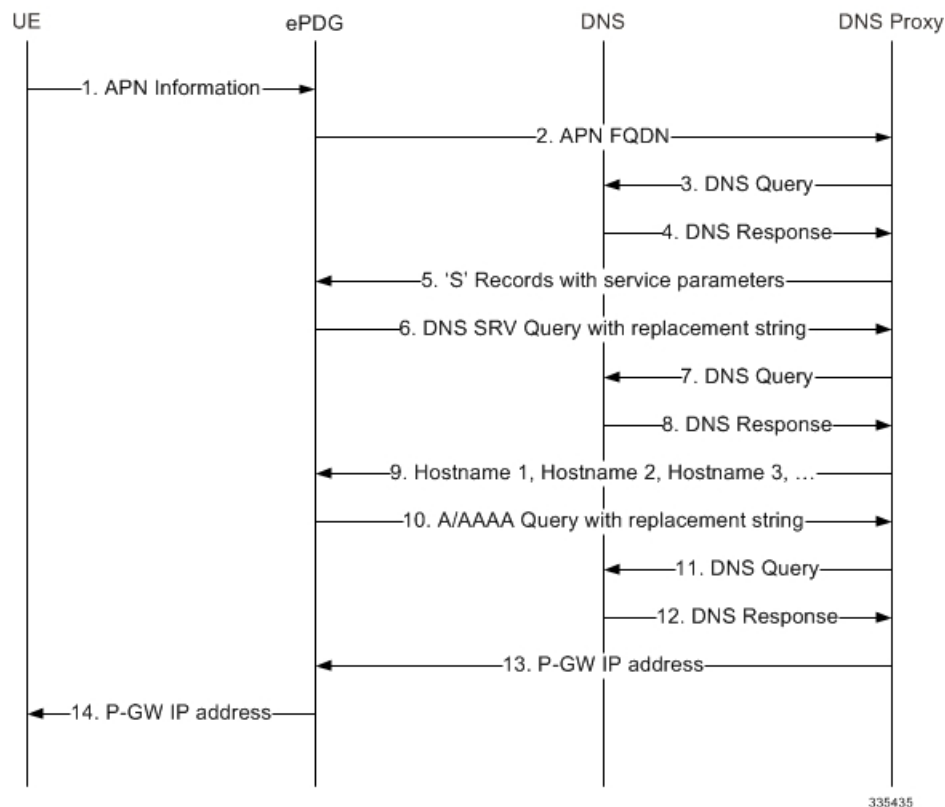 UE ePDG DNS DNS Proxy
1. APN Information
2. APN FQDN
3. DNS Query
4. DNS Response
5. ‘S’ Records with service parameters
6. DNS SRV Query with replacement string
7. DNS Query
8. DNS Response
9. Hostname 1, Hostname 2, Hostname 3, …
10. A/AAAA Query with replacement string
11. DNS Query
12. DNS Response
13. P-GW IP address
14. P-GW IP address
335435